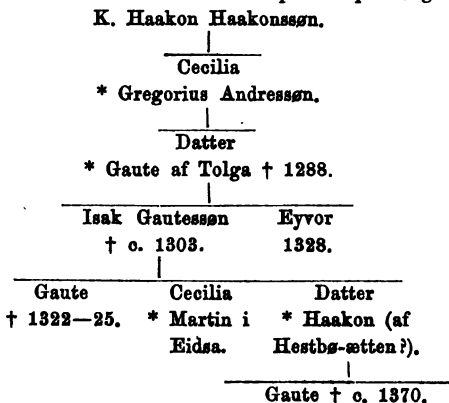 K. Haakon Haakonssøn.
Cecilia
* Gregorius Andressøn.
Datter
* Gaute af Tolga † 1288.
Isak Gautessøn Eyvor
† c. 1303. 1328.
Gaute Cecilia Datter
† 1322—25. * Martin i * Haakon (af
Eidsa. Hestbø-ætten?).
Gaute † c. 1370.